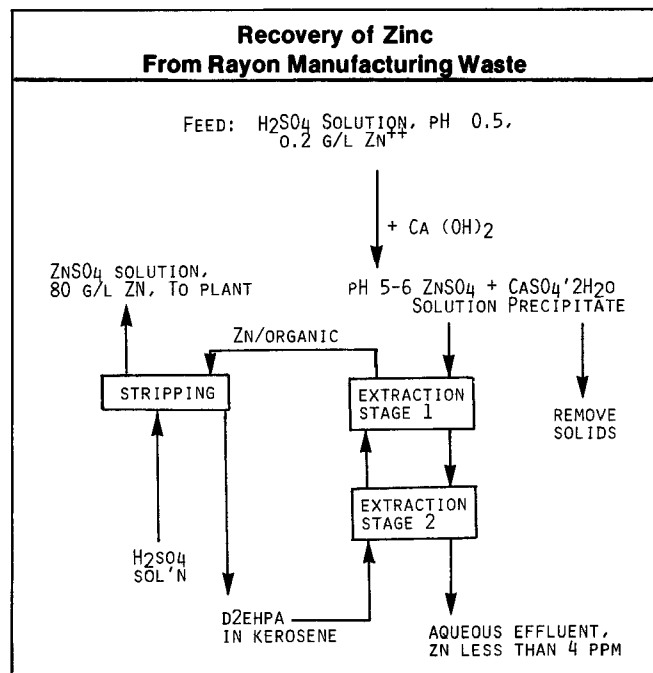 Recovery of Zinc
From Rayon Manufacturing Waste
FEED: H2SO4 SOLUTION, PH 0.5,
0.2 G/L ZN++
+ CA (OH)2
ZNSO4 SOLUTION,
80 G/L ZN, TO PLANT
PH 5-6 ZNSO4 + CASO4'2H2O
SOLUTION PRECIPITATE
ZN/ORGANIC
STRIPPING
EXTRACTION
STAGE 1
REMOVE
SOLIDS
EXTRACTION
STAGE 2
H2SO4
SOL'N
D2EHPA
IN KEROSENE
AQUEOUS EFFLUENT,
ZN LESS THAN 4 PPM